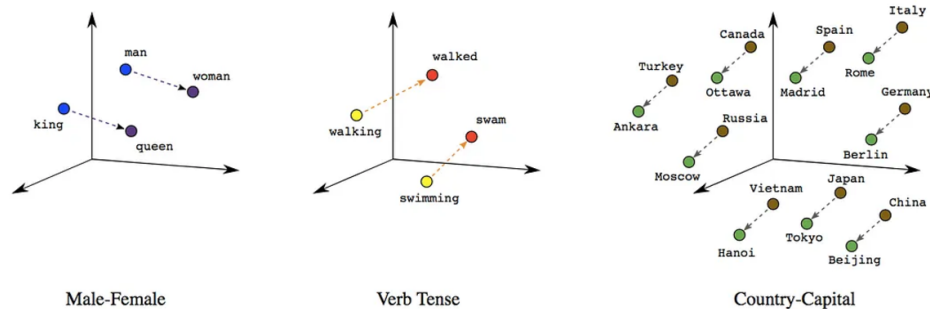 man
woman
king
queen
Male-Female
walked
swam
walking
swimming
Verb Tense
Italy
Canada
Spain
Rome
Turkey
Ottawa
Madrid
Germany
Ankara
Russia
Berlin
Moscow
Vietnam
Japan
China
Hanoi
Tokyo
Beijing
Country-Capital